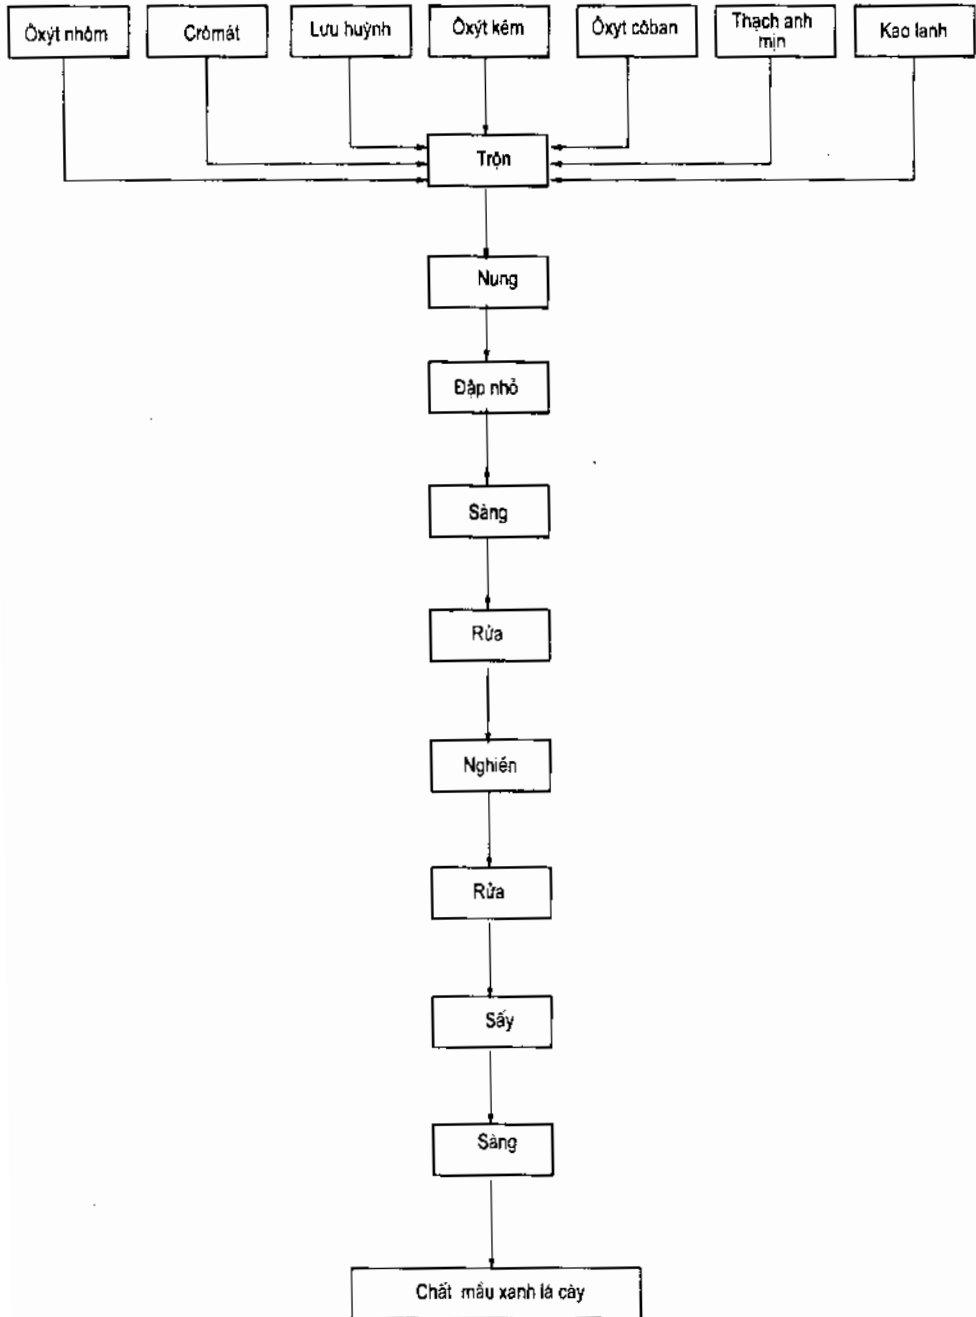 Ôxýt nhôm
Crômát
Lưu huỳnh
Ôxýt kẽm
Ôxyt côban
Thạch anh
mịn
Kao lanh
Trộn
Nung
Đập nhỏ
Sàng
Rửa
Nghiền
Rửa
Sấy
Sàng
Chất mầu xanh lá cây